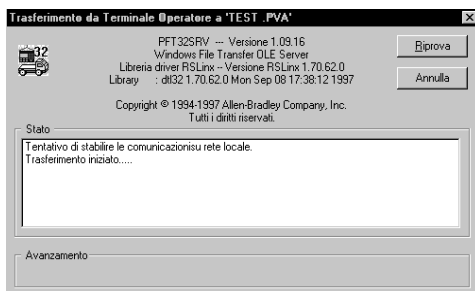 Trasferimento da Terminale Operatore a 'TEST .PVA'
32
PFT32SRV --- Versione 1.09.16
Windows File Transfer OLE Server
Libreria driver RSLinx -- Versione RSLinx 1.70.62.0
Library : dtl32 1.70.62.0 Mon Sep 08 17:38:12 1997
Copyright © 1994-1997 Allen-Bradley Company, Inc.
Tutti i diritti riservati.
Riprova
Annulla
Stato
Tentativo di stabilire le comunicazionisu rete locale.
Trasferimento iniziato.....
Avanzamento